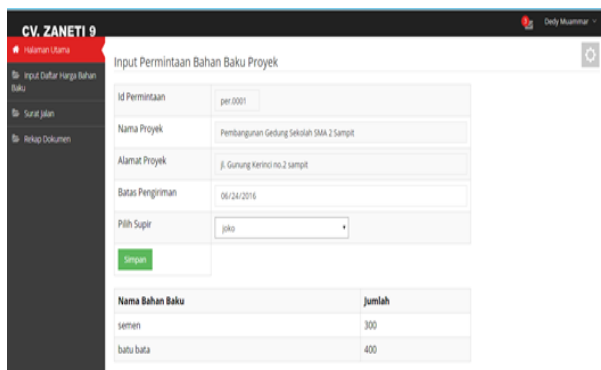 CV. ZANETI 9
Dedy Muammar
Halaman Utama
Input Daftar Harga Bahan
Baku
Surat Jalan
Rekap Dokumen
Input Permintaan Bahan Baku Proyek
Id Permintaan per.0001
Nama Proyek Pembangunan Gedung Sekolah SMA 2 Sampit
Alamat Proyek jl. Gunung Kerinci no.2 sampit
Batas Pengiriman 06/24/2016
Pilih Supir joko
Simpan
Nama Bahan Baku Jumlah
semen 300
batu bata 400